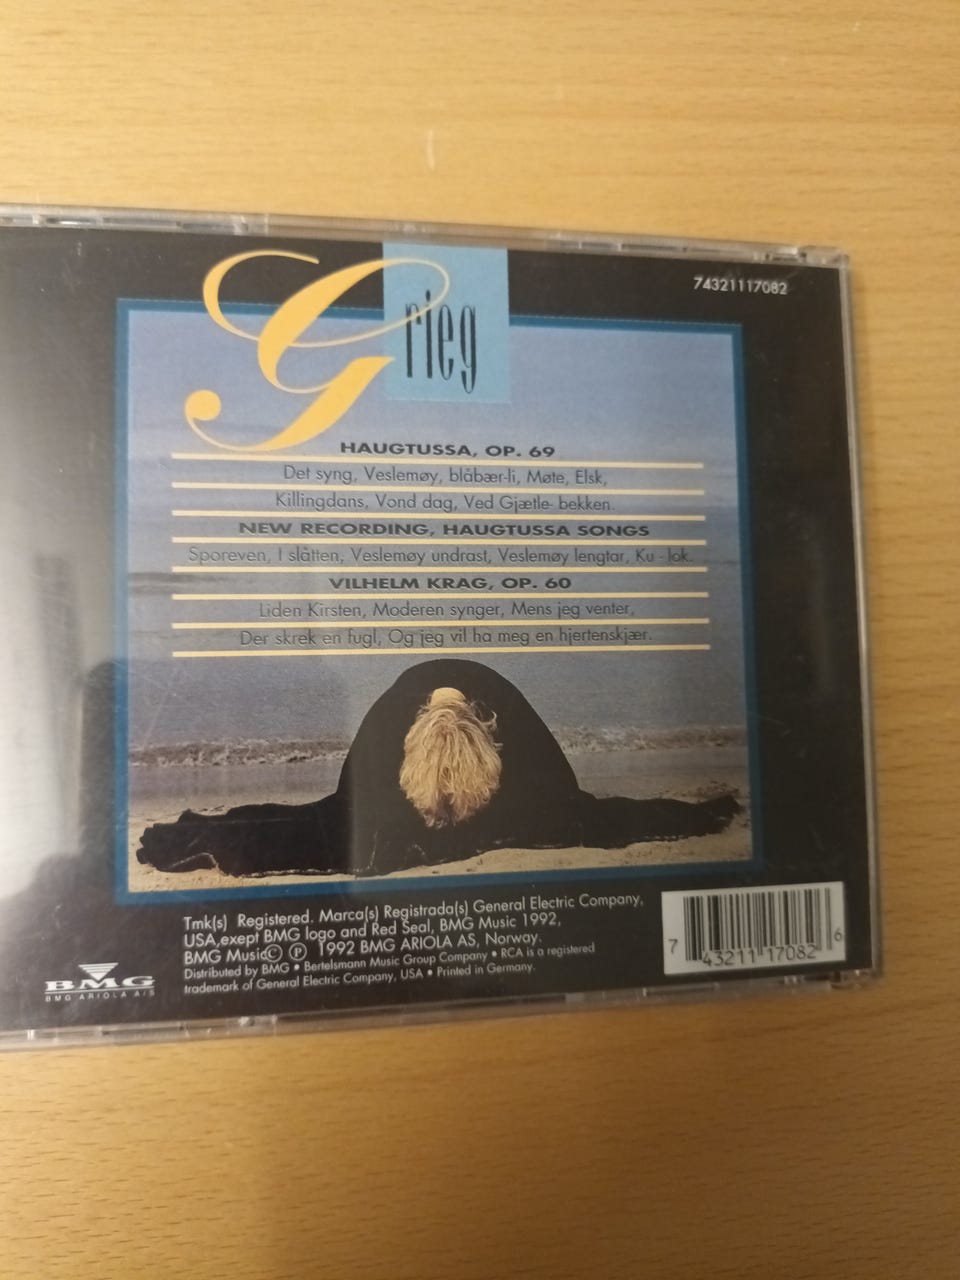 Grieg
74321117082
HAUGTUSSA, OP. 69
Det syng, Veslemøy, blåbær-li, Møte, Elsk,
Killingdans, Vond dag, Ved Gjætle- bekken.
NEW RECORDING, HAUGTUSSA SONGS
Sporeven, I slåtten, Veslemøy undrast, Veslemøy lengtar, Ku - lok.
VILHELM KRAG, OP. 60
Liden Kirsten, Moderen synger, Mens jeg venter,
Der skrek en fugl, Og jeg vil ha meg en hjertenskjær.
Tmk(s) Registered. Marca(s) Registrada(s) General Electric Company,
USA,exept BMG logo and Red Seal, BMG Music 1992,
BMG Music© ℗ 1992 BMG ARIOLA AS, Norway.
Distributed by BMG • Bertelsmann Music Group Company • RCA is a registered
trademark of General Electric Company, USA • Printed in Germany.
BMG
BMG ARIOLA A/S
7 43211 17082 6